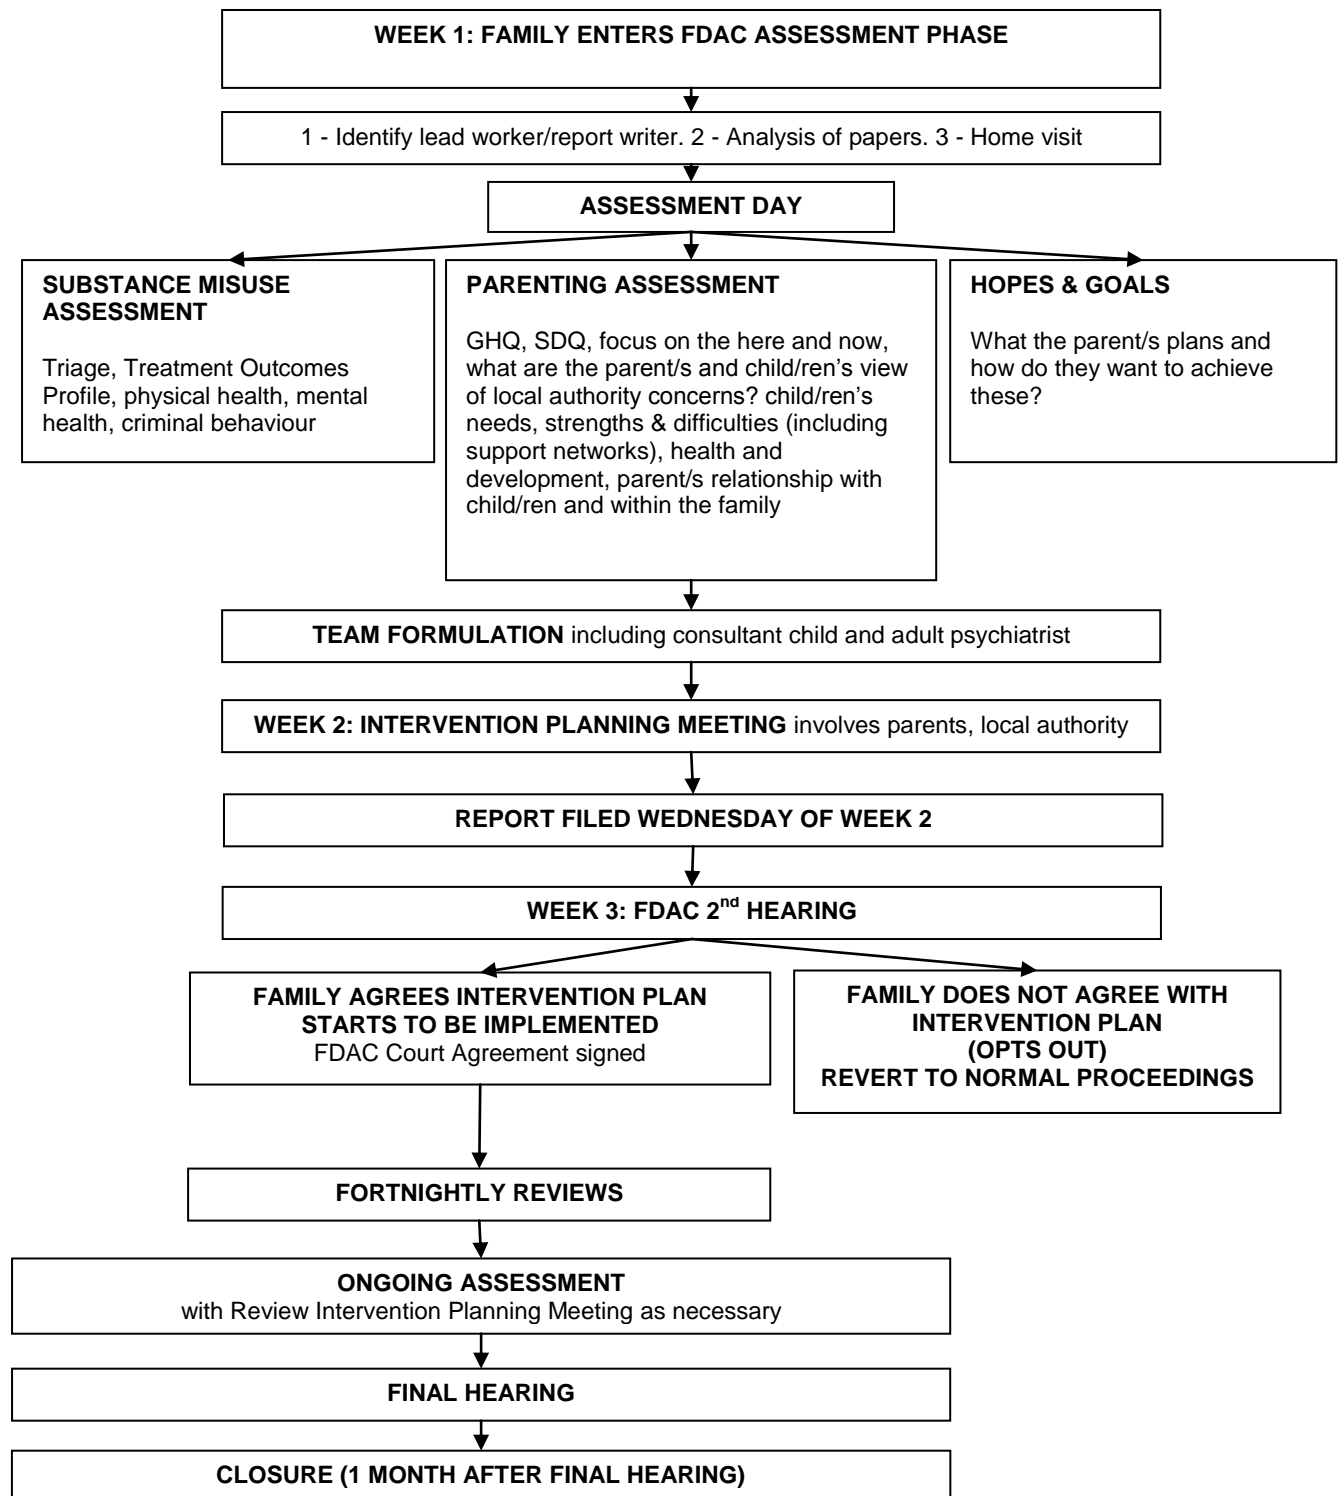 WEEK 1: FAMILY ENTERS FDAC ASSESSMENT PHASE
1 - Identify lead worker/report writer. 2 - Analysis of papers. 3 - Home visit
ASSESSMENT DAY
SUBSTANCE MISUSE
ASSESSMENT
Triage, Treatment Outcomes
Profile, physical health, mental
health, criminal behaviour
PARENTING ASSESSMENT
GHQ, SDQ, focus on the here and now,
what are the parent/s and child/ren’s view
of local authority concerns? child/ren’s
needs, strengths & difficulties (including
support networks), health and
development, parent/s relationship with
child/ren and within the family
HOPES & GOALS
What the parent/s plans and
how do they want to achieve
these?
TEAM FORMULATION including consultant child and adult psychiatrist
WEEK 2: INTERVENTION PLANNING MEETING involves parents, local authority
REPORT FILED WEDNESDAY OF WEEK 2
WEEK 3: FDAC 2nd HEARING
FAMILY AGREES INTERVENTION PLAN
STARTS TO BE IMPLEMENTED
FDAC Court Agreement signed
FAMILY DOES NOT AGREE WITH
INTERVENTION PLAN
(OPTS OUT)
REVERT TO NORMAL PROCEEDINGS
FORTNIGHTLY REVIEWS
ONGOING ASSESSMENT
with Review Intervention Planning Meeting as necessary
FINAL HEARING
CLOSURE (1 MONTH AFTER FINAL HEARING)